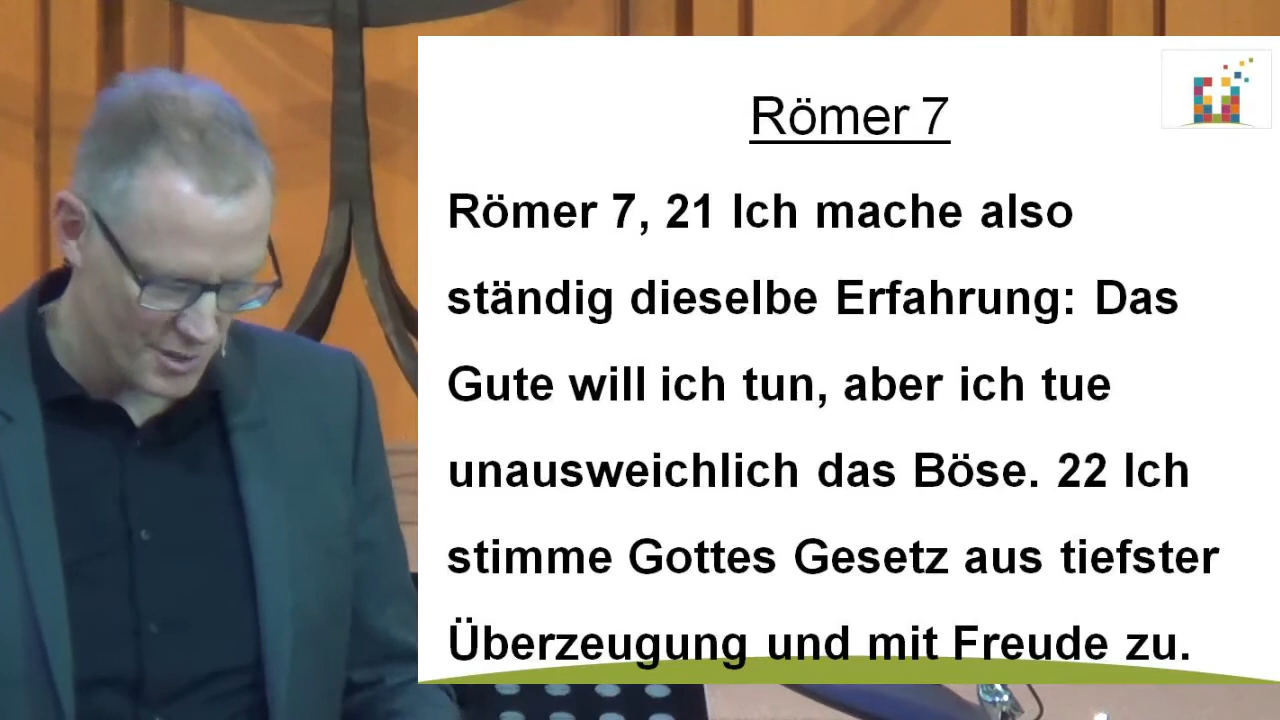 Römer 7
Römer 7, 21 Ich mache also
ständig dieselbe Erfahrung: Das
Gute will ich tun, aber ich tue
unausweichlich das Böse. 22 Ich
stimme Gottes Gesetz aus tiefster
Überzeugung und mit Freude zu.